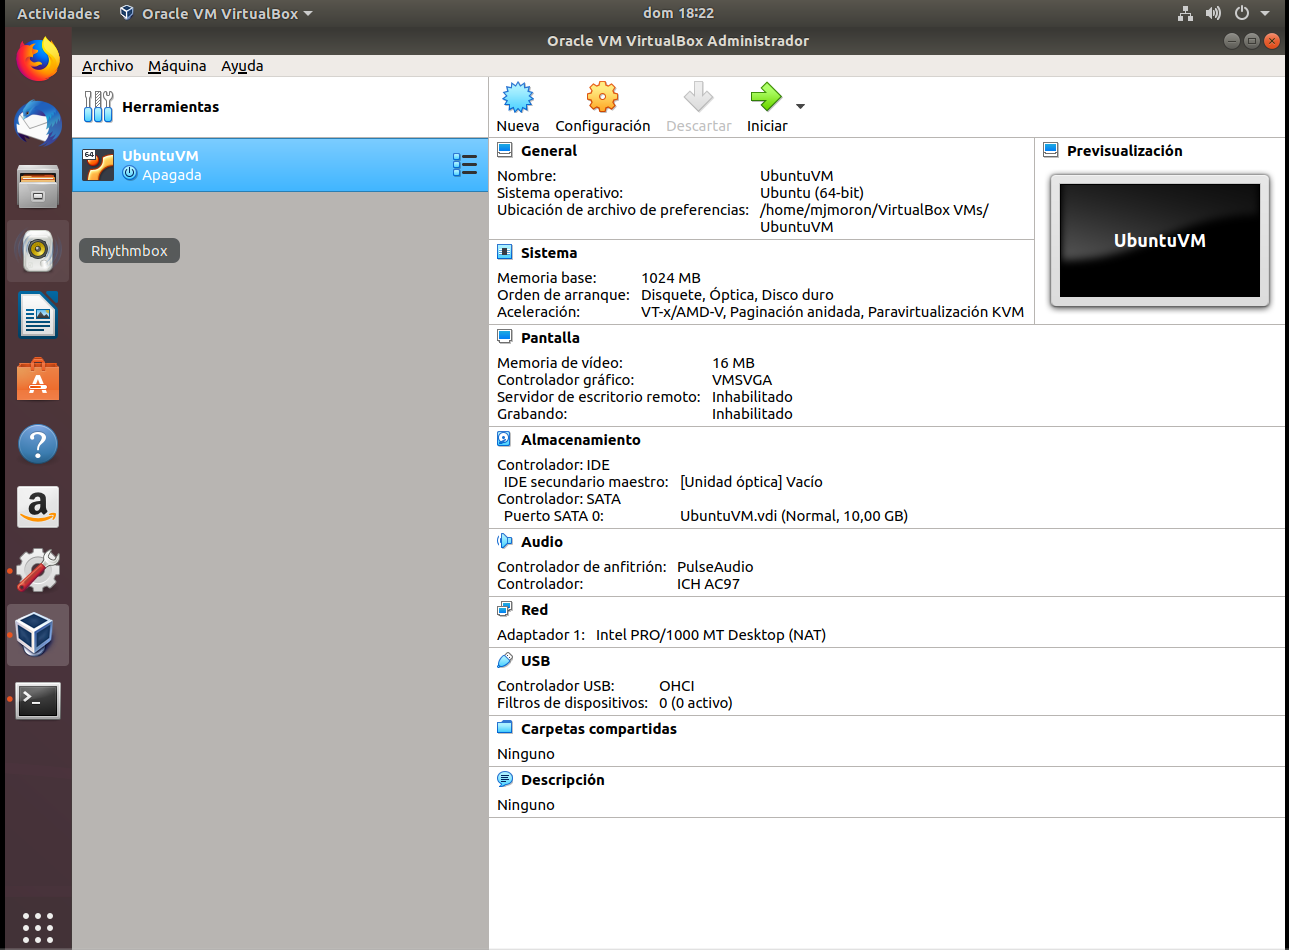 Actividades Oracle VM VirtualBox dom 18:22
Oracle VM VirtualBox Administrador
Archivo Máquina Ayuda
Herramientas
64
UbuntuVM
Apagada
Rhythmbox
Nueva Configuración Descartar Iniciar
General
Nombre: UbuntuVM
Sistema operativo: Ubuntu (64-bit)
Ubicación de archivo de preferencias: /home/mjmoron/VirtualBox VMs/
UbuntuVM
Previsualización
UbuntuVM
Sistema
Memoria base: 1024 MB
Orden de arranque: Disquete, Óptica, Disco duro
Aceleración: VT-x/AMD-V, Paginación anidada, Paravirtualización KVM
Pantalla
Memoria de vídeo: 16 MB
Controlador gráfico: VMSVGA
Servidor de escritorio remoto: Inhabilitado
Grabando: Inhabilitado
Almacenamiento
Controlador: IDE
IDE secundario maestro: [Unidad óptica] Vacío
Controlador: SATA
Puerto SATA 0: UbuntuVM.vdi (Normal, 10,00 GB)
Audio
Controlador de anfitrión: PulseAudio
Controlador: ICH AC97
Red
Adaptador 1: Intel PRO/1000 MT Desktop (NAT)
USB
Controlador USB: OHCI
Filtros de dispositivos: 0 (0 activo)
Carpetas compartidas
Ninguno
Descripción
Ninguno